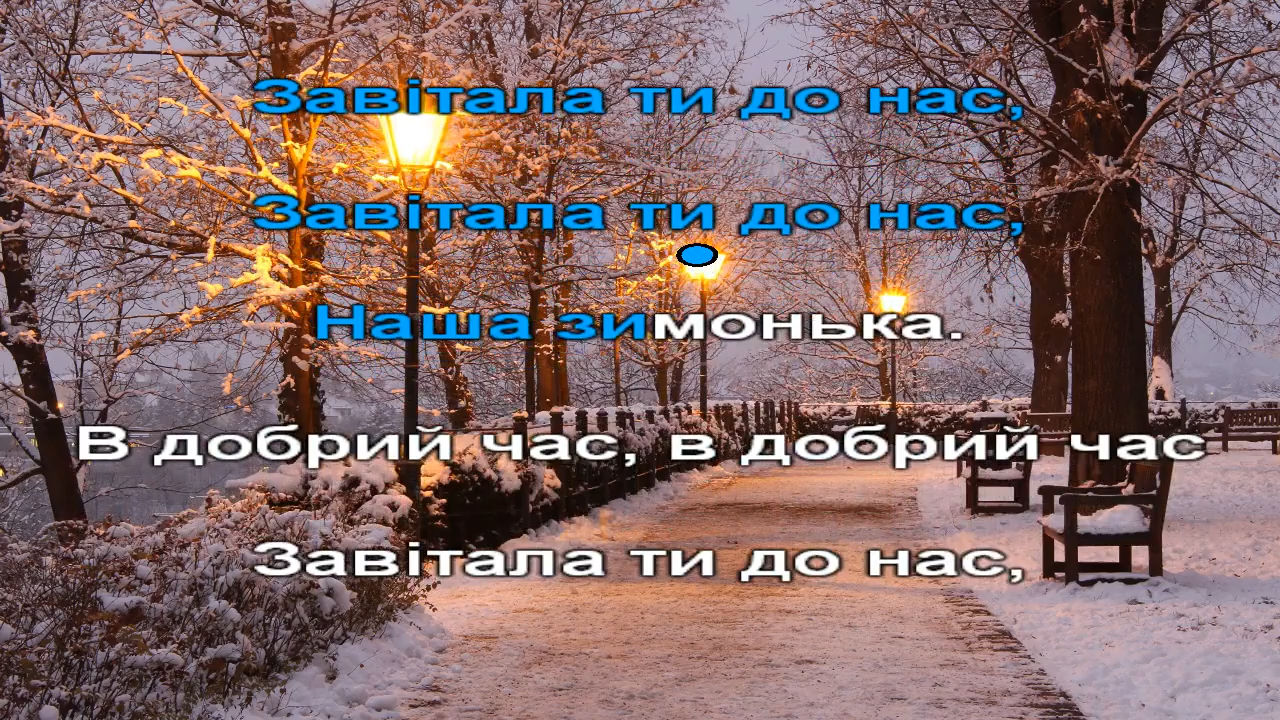 Завітала ти до нас,
Завітала ти до нас,
Наша зимонька.
В добрий час, в добрий час
Завітала ти до нас,